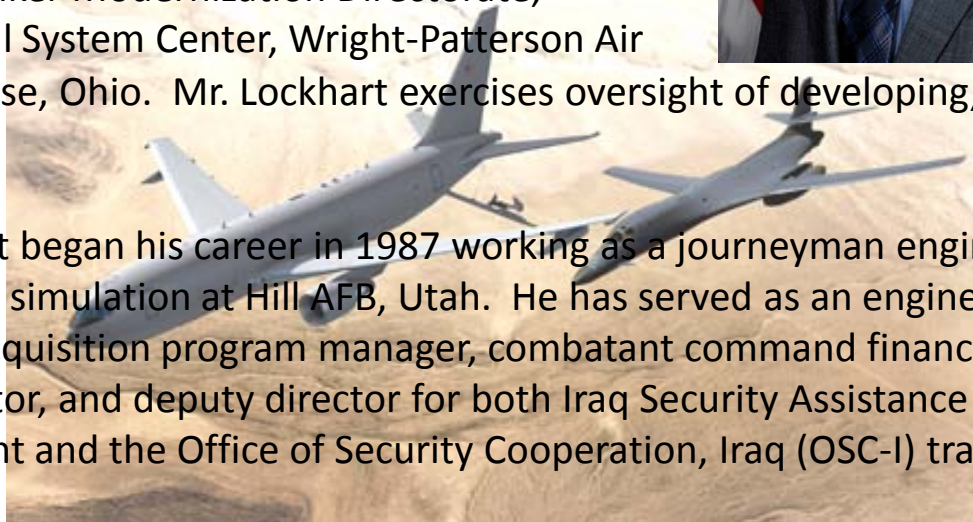 l System Center, Wright-Patterson Air
se, Ohio.  Mr. Lockhart exercises oversight of developing,
t began his career in 1987 working as a journeyman engin
simulation at Hill AFB, Utah.  He has served as an engine
quisition program manager, combatant command financ
tor, and deputy director for both Iraq Security Assistance
nt and the Office of Security Cooperation, Iraq (OSC-I) tra